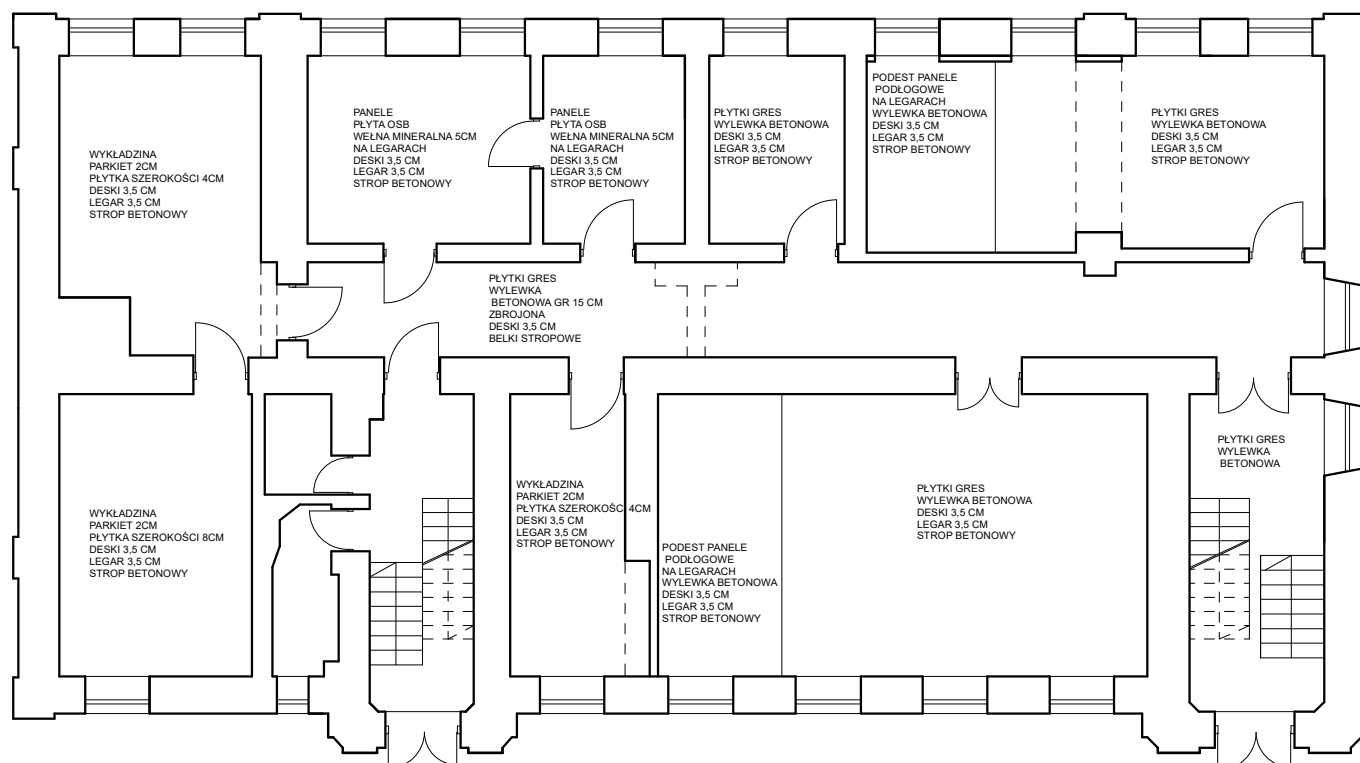 WYKŁADZINA
PARKIET 2CM
PŁYTKA SZEROKOŚCI 4CM
DESKI 3,5 CM
LEGAR 3,5 CM
STROP BETONOWY
PANELE
PŁYTA OSB
WEŁNA MINERALNA 5CM
NA LEGARACH
DESKI 3,5 CM
LEGAR 3,5 CM
STROP BETONOWY
PANELE
PŁYTA OSB
WEŁNA MINERALNA 5CM
NA LEGARACH
DESKI 3,5 CM
LEGAR 3,5 CM
STROP BETONOWY
PŁYTKI GRES
WYLEWKA BETONOWA
DESKI 3,5 CM
LEGAR 3,5 CM
STROP BETONOWY
PODEST PANELE
PODŁOGOWE
NA LEGARACH
WYLEWKA BETONOWA
DESKI 3,5 CM
LEGAR 3,5 CM
STROP BETONOWY
PŁYTKI GRES
WYLEWKA BETONOWA
DESKI 3,5 CM
LEGAR 3,5 CM
STROP BETONOWY
PŁYTKI GRES
WYLEWKA
BETONOWA GR 15 CM
ZBROJONA
DESKI 3,5 CM
BELKI STROPOWE
WYKŁADZINA
PARKIET 2CM
PŁYTKA SZEROKOŚCI 8CM
DESKI 3,5 CM
LEGAR 3,5 CM
STROP BETONOWY
WYKŁADZINA
PARKIET 2CM
PŁYTKA SZEROKOŚCI 4CM
DESKI 3,5 CM
LEGAR 3,5 CM
STROP BETONOWY
PODEST PANELE
PODŁOGOWE
NA LEGARACH
WYLEWKA BETONOWA
DESKI 3,5 CM
LEGAR 3,5 CM
STROP BETONOWY
PŁYTKI GRES
WYLEWKA BETONOWA
DESKI 3,5 CM
LEGAR 3,5 CM
STROP BETONOWY
PŁYTKI GRES
WYLEWKA
BETONOWA